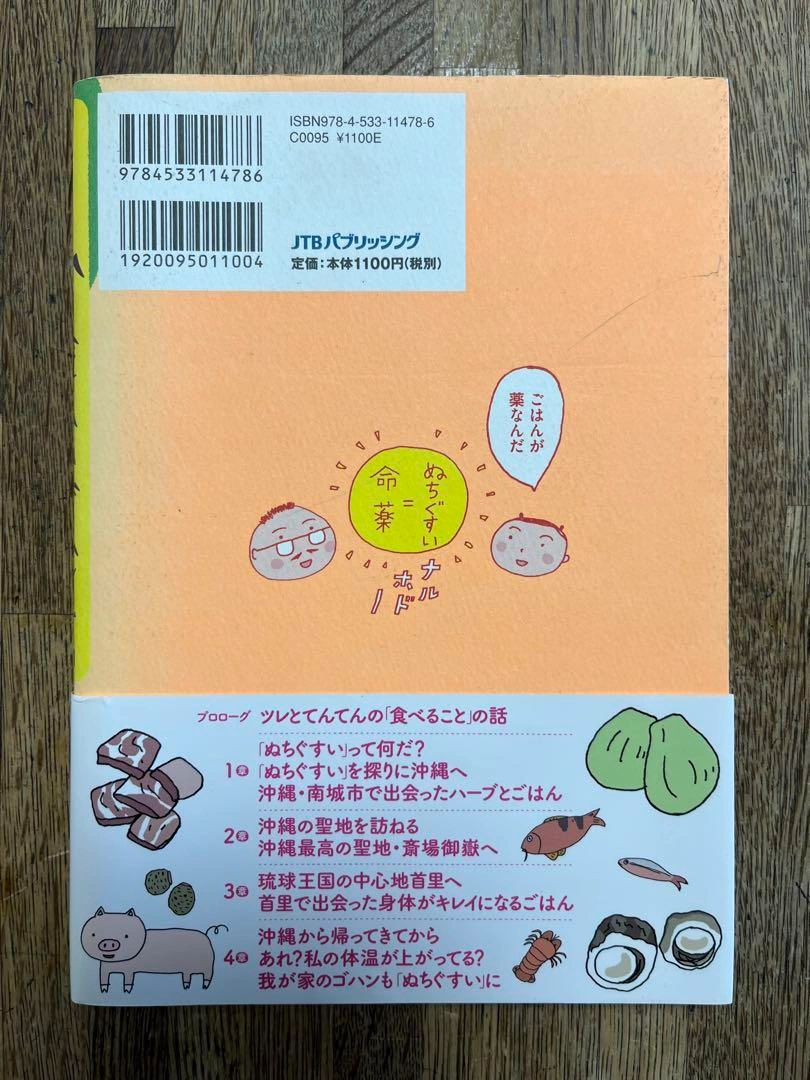 ISBN978-4-533-11478-6
C0095 ¥1100E
9784533114786
1920095011004
JTBパブリッシング
定価：本体1100円（税別）
ごはんが
薬なんだ
ぬちぐすい
=
命薬
ナル
ホド
ー
プロローグ ツレとてんてんの「食べること」の話
1章 「ぬちぐすい」って何だ？
「ぬちぐすい」を探りに沖縄へ
沖縄・南城市で出会ったハーブとごはん
2章 沖縄の聖地を訪ねる
沖縄最高の聖地・斎場御嶽へ
3章 琉球王国の中心地首里へ
首里で出会った身体がキレイになるごはん
4章 沖縄から帰ってきてから
あれ？私の体温が上がってる？
我が家のゴハンも「ぬちぐすい」に